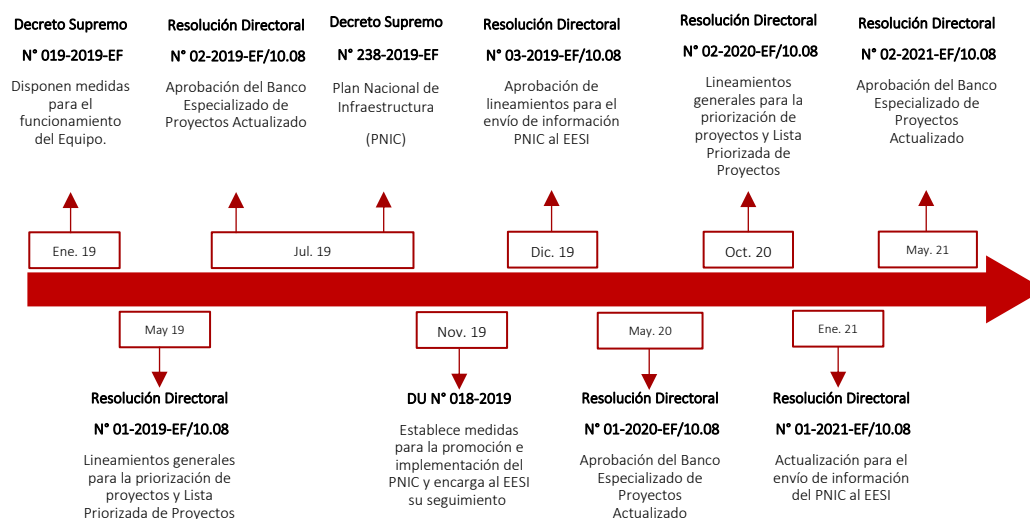 Decreto Supremo
N° 019-2019-EF
Disponen medidas
para el
funcionamiento
del Equipo.
Resolución Directoral
N° 02-2019-EF/10.08
Aprobación del Banco
Especializado de
Proyectos Actualizado
Decreto Supremo
N° 238-2019-EF
Plan Nacional de
Infraestructura
(PNIC)
Resolución Directoral
N° 03-2019-EF/10.08
Aprobación de
lineamientos para el
envío de información
PNIC al EESI
Resolución Directoral
N° 02-2020-EF/10.08
Lineamientos
generales para la
priorización de
proyectos y Lista
Priorizada de
Proyectos
Resolución Directoral
N° 02-2021-EF/10.08
Aprobación del Banco
Especializado de
Proyectos
Actualizado
Ene. 19
Jul. 19
Dic. 19
Oct. 20
May. 21
May 19
Nov. 19
May. 20
Ene. 21
Resolución Directoral
N° 01-2019-EF/10.08
Lineamientos generales
para la priorización de
proyectos y Lista
Priorizada de Proyectos
DU N° 018-2019
Establece medidas
para la promoción e
implementación del
PNIC y encarga al EESI
su seguimiento
Resolución Directoral
N° 01-2020-EF/10.08
Aprobación del Banco
Especializado de
Proyectos
Actualizado
Resolución Directoral
N° 01-2021-EF/10.08
Actualización para el
envío de información
del PNIC al EESI